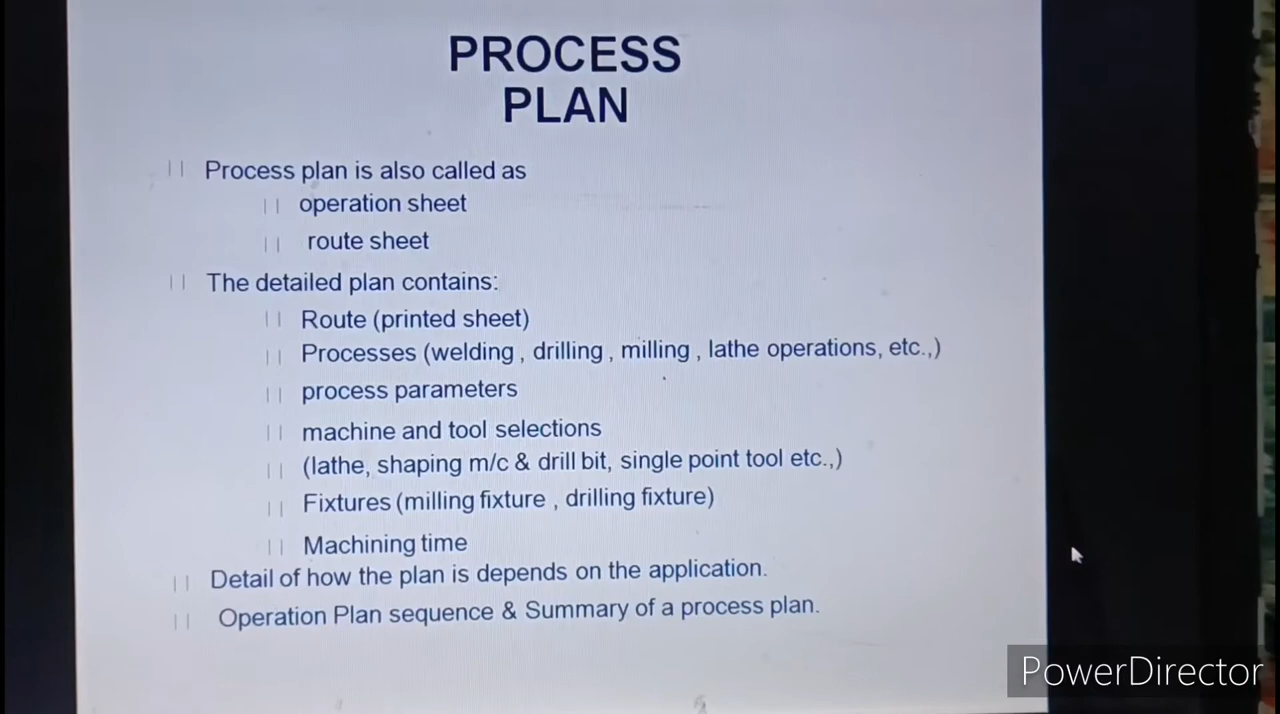 PROCESS
PLAN
Process plan is also called as
operation sheet
route sheet
The detailed plan contains:
Route (printed sheet)
Processes (welding , drilling , milling , lathe operations, etc.,)
process parameters
machine and tool selections
(lathe, shaping m/c & drill bit, single point tool etc.,)
Fixtures (milling fixture , drilling fixture)
Machining time
Detail of how the plan is depends on the application.
Operation Plan sequence & Summary of a process plan.
PowerDirector